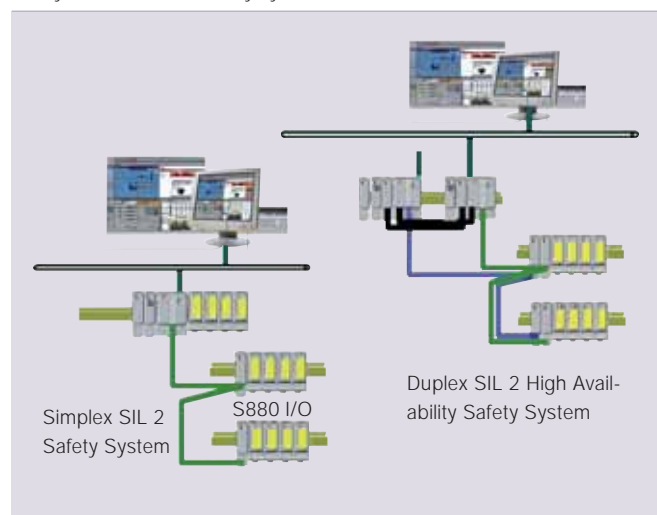 Simplex SIL 2
Safety System
S880 I/O
Duplex SIL 2 High Avail-
ability Safety System